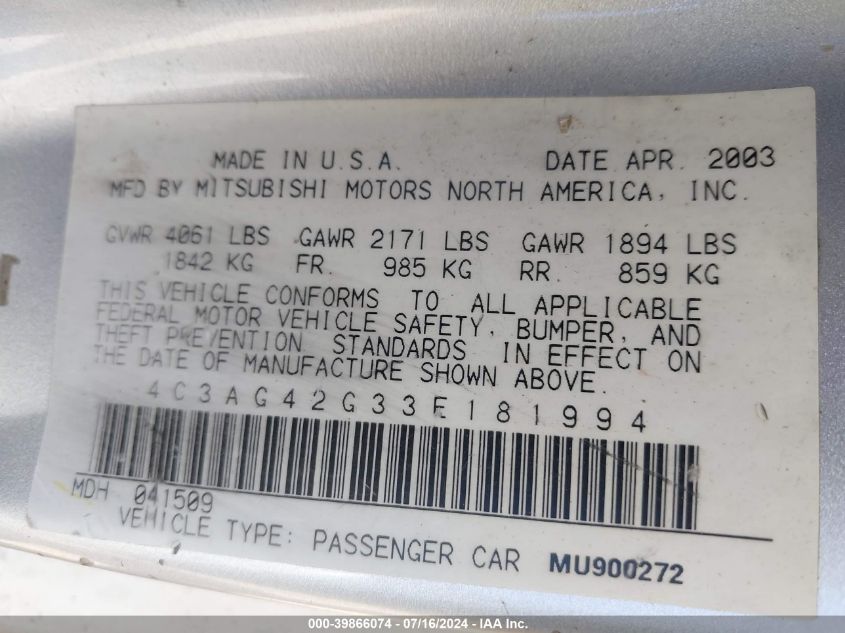 MADE IN U.S.A. DATE APR. 2003
MFD BY MITSUBISHI MOTORS NORTH AMERICA, INC.
GVWR 4061 LBS GAWR 2171 LBS GAWR 1894 LBS
1842 KG FR. 985 KG RR. 859 KG
THIS VEHICLE CONFORMS TO ALL APPLICABLE
FEDERAL MOTOR VEHICLE SAFETY, BUMPER, AND
THEFT PREVENTION STANDARDS IN EFFECT ON
THE DATE OF MANUFACTURE SHOWN ABOVE.
4C3AG42G33E181994
MDH 041509
VEHICLE TYPE: PASSENGER CAR MU900272
000-39866074 - 07/16/2024 - IAA Inc.